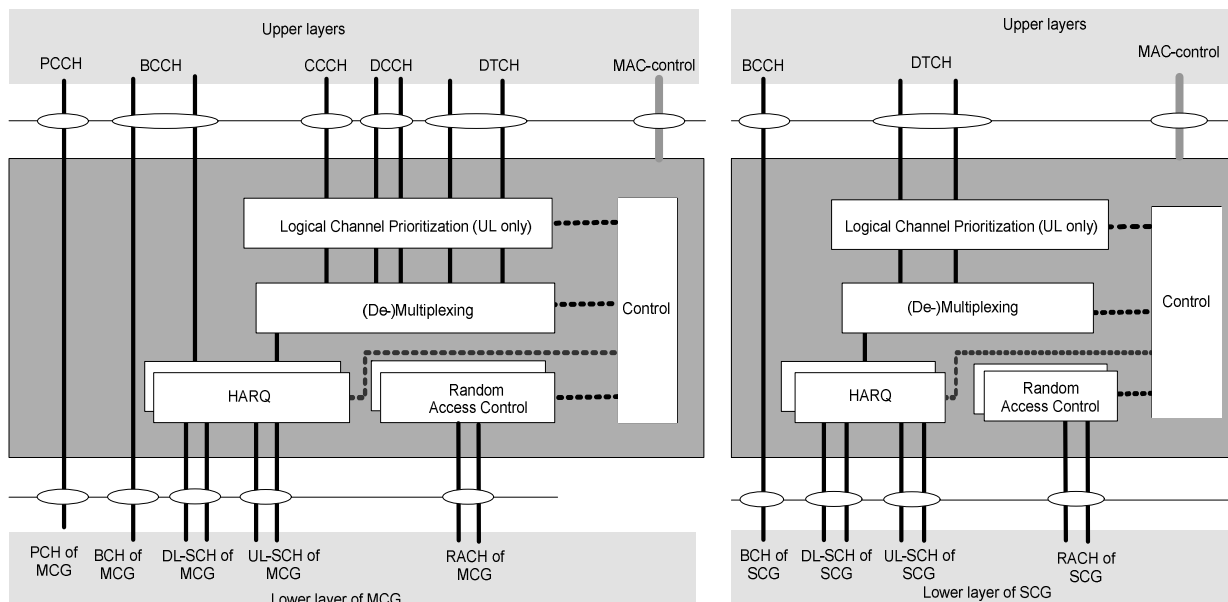 Upper layers
PCCH BCCH CCCH DCCH DTCH MAC-control
Logical Channel Prioritization (UL only)
(De-)Multiplexing
Control
HARQ
Random
Access Control
PCH of
MCG
BCH of
MCG
DL-SCH of
MCG
UL-SCH of
MCG
RACH of
MCG
Lower layer of MCG
Upper layers
BCCH DTCH MAC-control
Logical Channel Prioritization (UL only)
(De-)Multiplexing
Control
HARQ
Random
Access Control
BCH of
SCG
DL-SCH of
SCG
UL-SCH of
SCG
RACH of
SCG
Lower layer of SCG